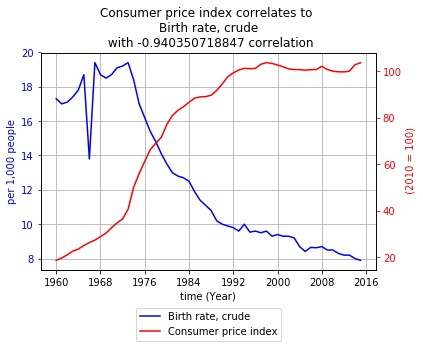 Consumer price index correlates to
Birth rate, crude
with -0.940350718847 correlation
per 1,000 people
20
18
16
14
12
10
8
100
80
60
40
20
(2010 = 100)
1960 1968 1976 1984 1992 2000 2008 2016
time (Year)
Birth rate, crude
Consumer price index